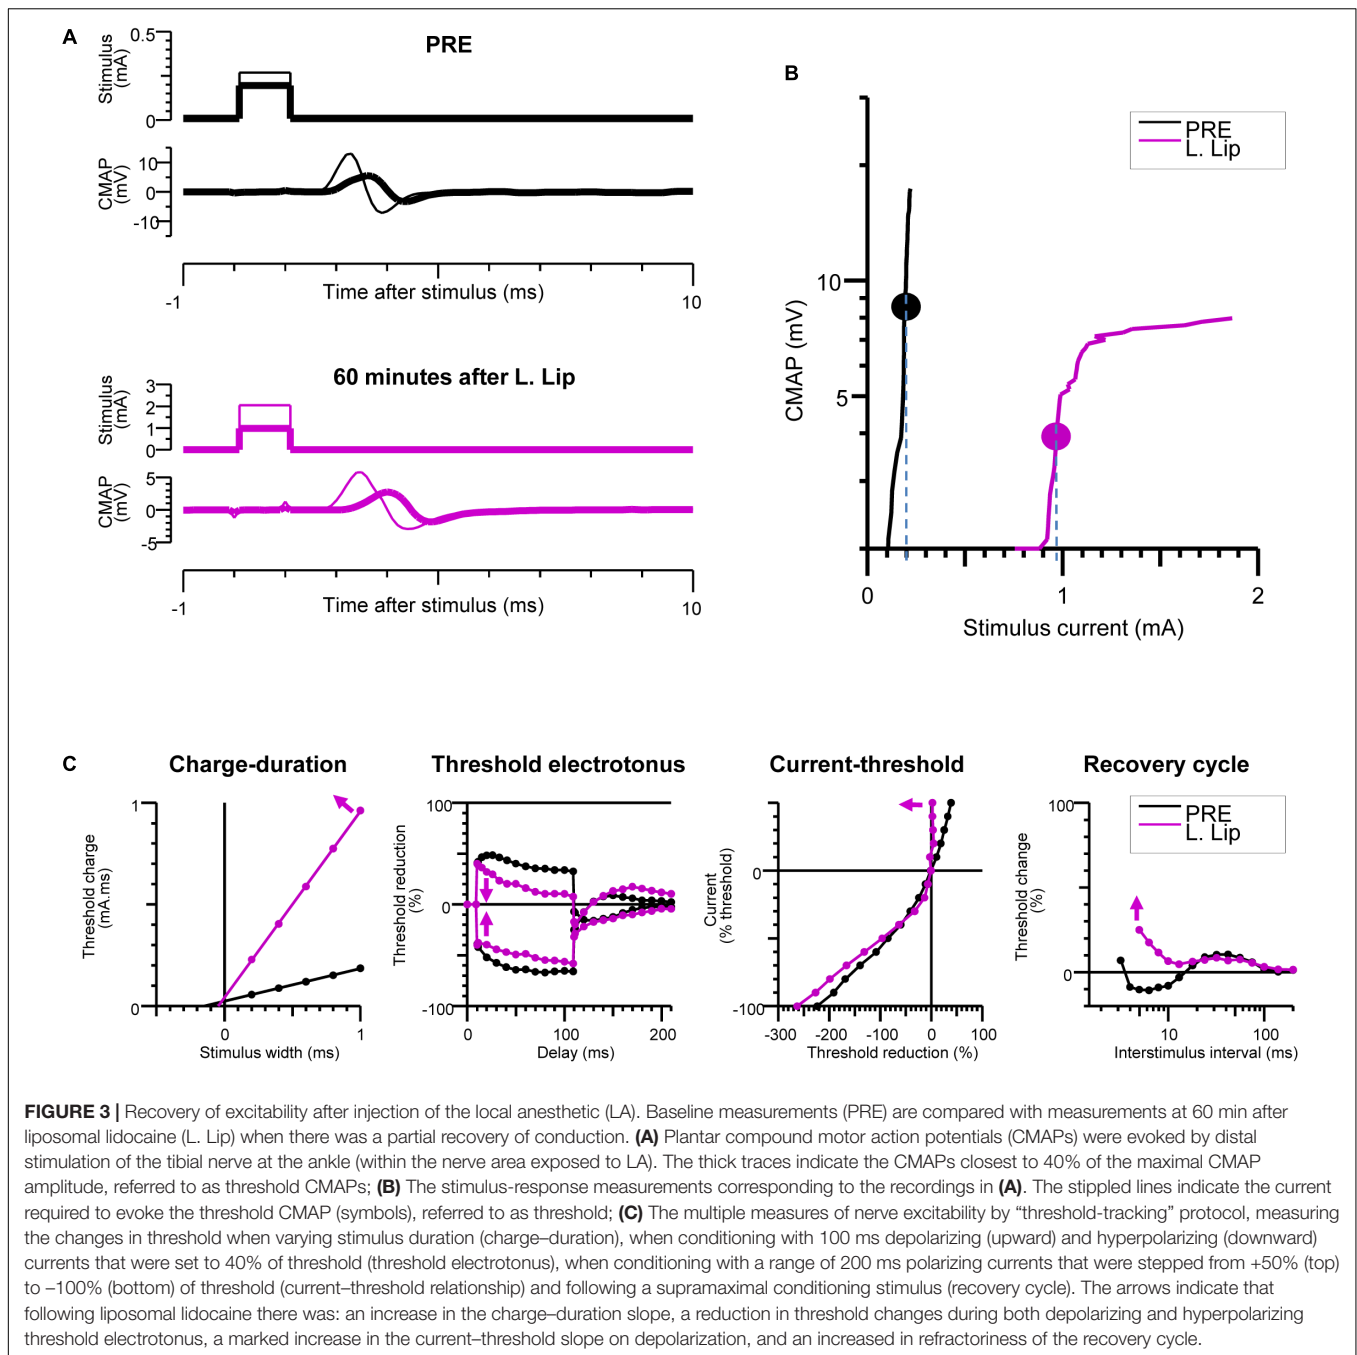 A
PRE
0.5
Stimulus
(mA)
0
10
CMAP
(mV)
0
-10
Time after stimulus (ms)
-1
10
60 minutes after L. Lip
3
Stimulus
(mA)
2
1
0
5
CMAP
(mV)
0
-5
Time after stimulus (ms)
-1
10
B
PRE
L. Lip
10
CMAP (mV)
5
0
1
2
Stimulus current (mA)
C
Charge-duration
1
Threshold charge
(mA.ms)
0
0
1
Stimulus width (ms)
Threshold electrotonus
100
Threshold reduction
(%)
0
-100
0
100
200
Delay (ms)
Current-threshold
Current
(% threshold)
0
-100
-300
-200
-100
0
100
Threshold reduction (%)
Recovery cycle
100
PRE
L. Lip
Threshold change
(%)
0
10
100
Interstimulus interval (ms)
FIGURE 3 | Recovery of excitability after injection of the local anesthetic (LA). Baseline measurements (PRE) are compared with measurements at 60 min after
liposomal lidocaine (L. Lip) when there was a partial recovery of conduction. (A) Plantar compound motor action potentials (CMAPs) were evoked by distal
stimulation of the tibial nerve at the ankle (within the nerve area exposed to LA). The thick traces indicate the CMAPs closest to 40% of the maximal CMAP
amplitude, referred to as threshold CMAPs; (B) The stimulus-response measurements corresponding to the recordings in (A). The stippled lines indicate the current
required to evoke the threshold CMAP (symbols), referred to as threshold; (C) The multiple measures of nerve excitability by “threshold-tracking” protocol, measuring
the changes in threshold when varying stimulus duration (charge–duration), when conditioning with 100 ms depolarizing (upward) and hyperpolarizing (downward)
currents that were set to 40% of threshold (threshold electrotonus), when conditioning with a range of 200 ms polarizing currents that were stepped from +50% (top)
to –100% (bottom) of threshold (current–threshold relationship) and following a supramaximal conditioning stimulus (recovery cycle). The arrows indicate that
following liposomal lidocaine there was: an increase in the charge–duration slope, a reduction in threshold changes during both depolarizing and hyperpolarizing
threshold electrotonus, a marked increase in the current–threshold slope on depolarization, and an increased in refractoriness of the recovery cycle.